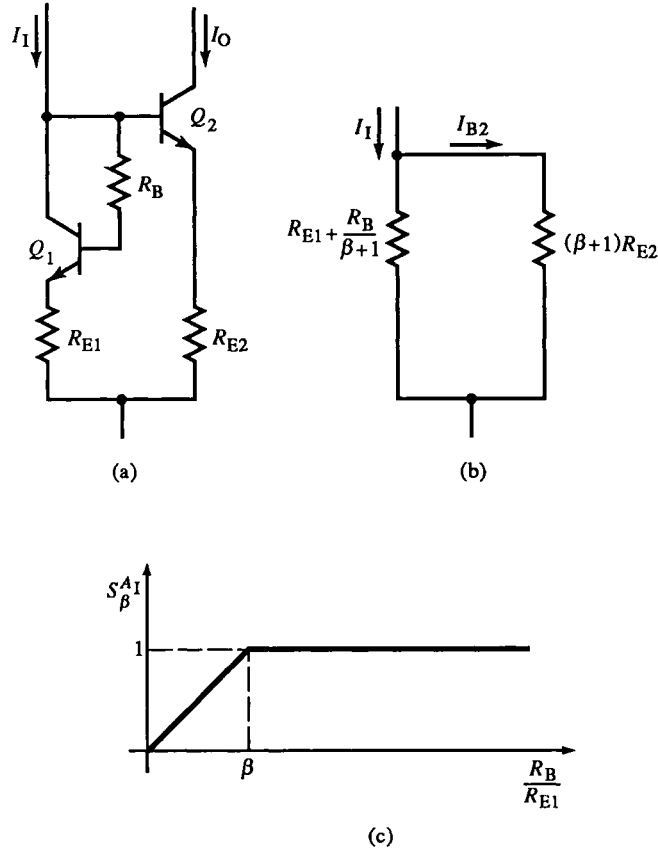 I_I
I_O
Q_2
R_B
Q_1
R_E1
R_E2
(a)
I_I
I_B2
R_E1 + R_B/(β+1)
(β+1)R_E2
(b)
S_β^{A_I}
1
β
R_B/R_E1
(c)